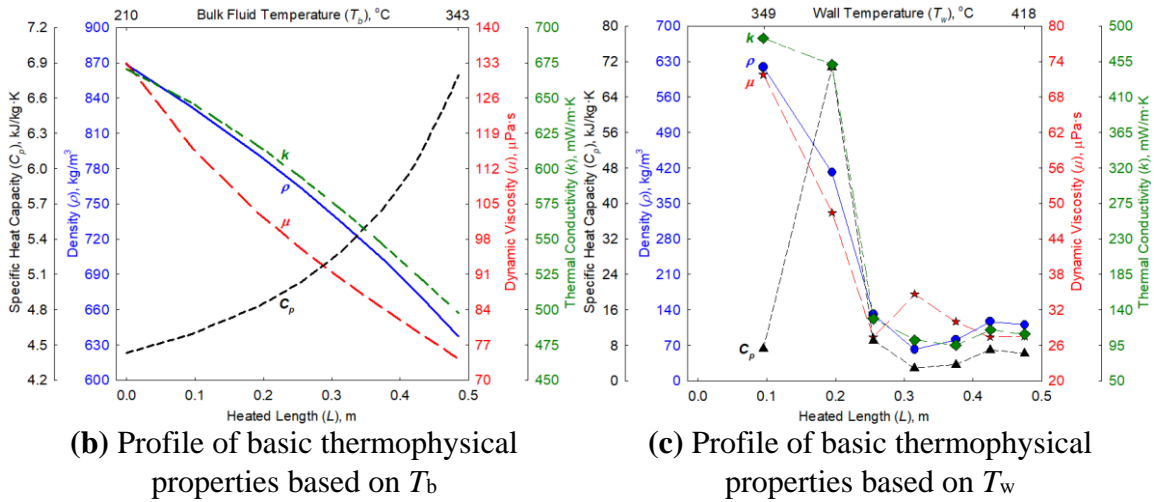 210 Bulk Fluid Temperature (Tb), °C 343
7.2 900 140 700
6.9 870 133 675
6.6 840 126 650
6.3 810 119 625
6.0 780 112 600
5.7 750 105 575
5.4 720 98 550
5.1 690 91 525
4.8 660 84 500
4.5 630 77 475
4.2 600 70 450
Specific Heat Capacity (Cp), kJ/kg·K
Density (ρ), kg/m³
k
ρ
μ
Cp
Dynamic Viscosity (μ), μPa·s
Thermal Conductivity (k), mW/m·K
0.0 0.1 0.2 0.3 0.4 0.5
Heated Length (L), m
(b) Profile of basic thermophysical
properties based on Tb
349 Wall Temperature (Tw), °C 418
80 700 80 500
72 630 74 455
64 560 68 410
56 490 62 365
48 420 56 320
40 350 50 275
32 280 44 230
24 210 38 185
16 140 32 140
8 70 26 95
0 0 20 50
Specific Heat Capacity (Cp), kJ/kg·K
Density (ρ), kg/m³
k
ρ
μ
Cp
Dynamic Viscosity (μ), μPa·s
Thermal Conductivity (k), mW/m·K
0.0 0.1 0.2 0.3 0.4 0.5
Heated Length (L), m
(c) Profile of basic thermophysical
properties based on Tw